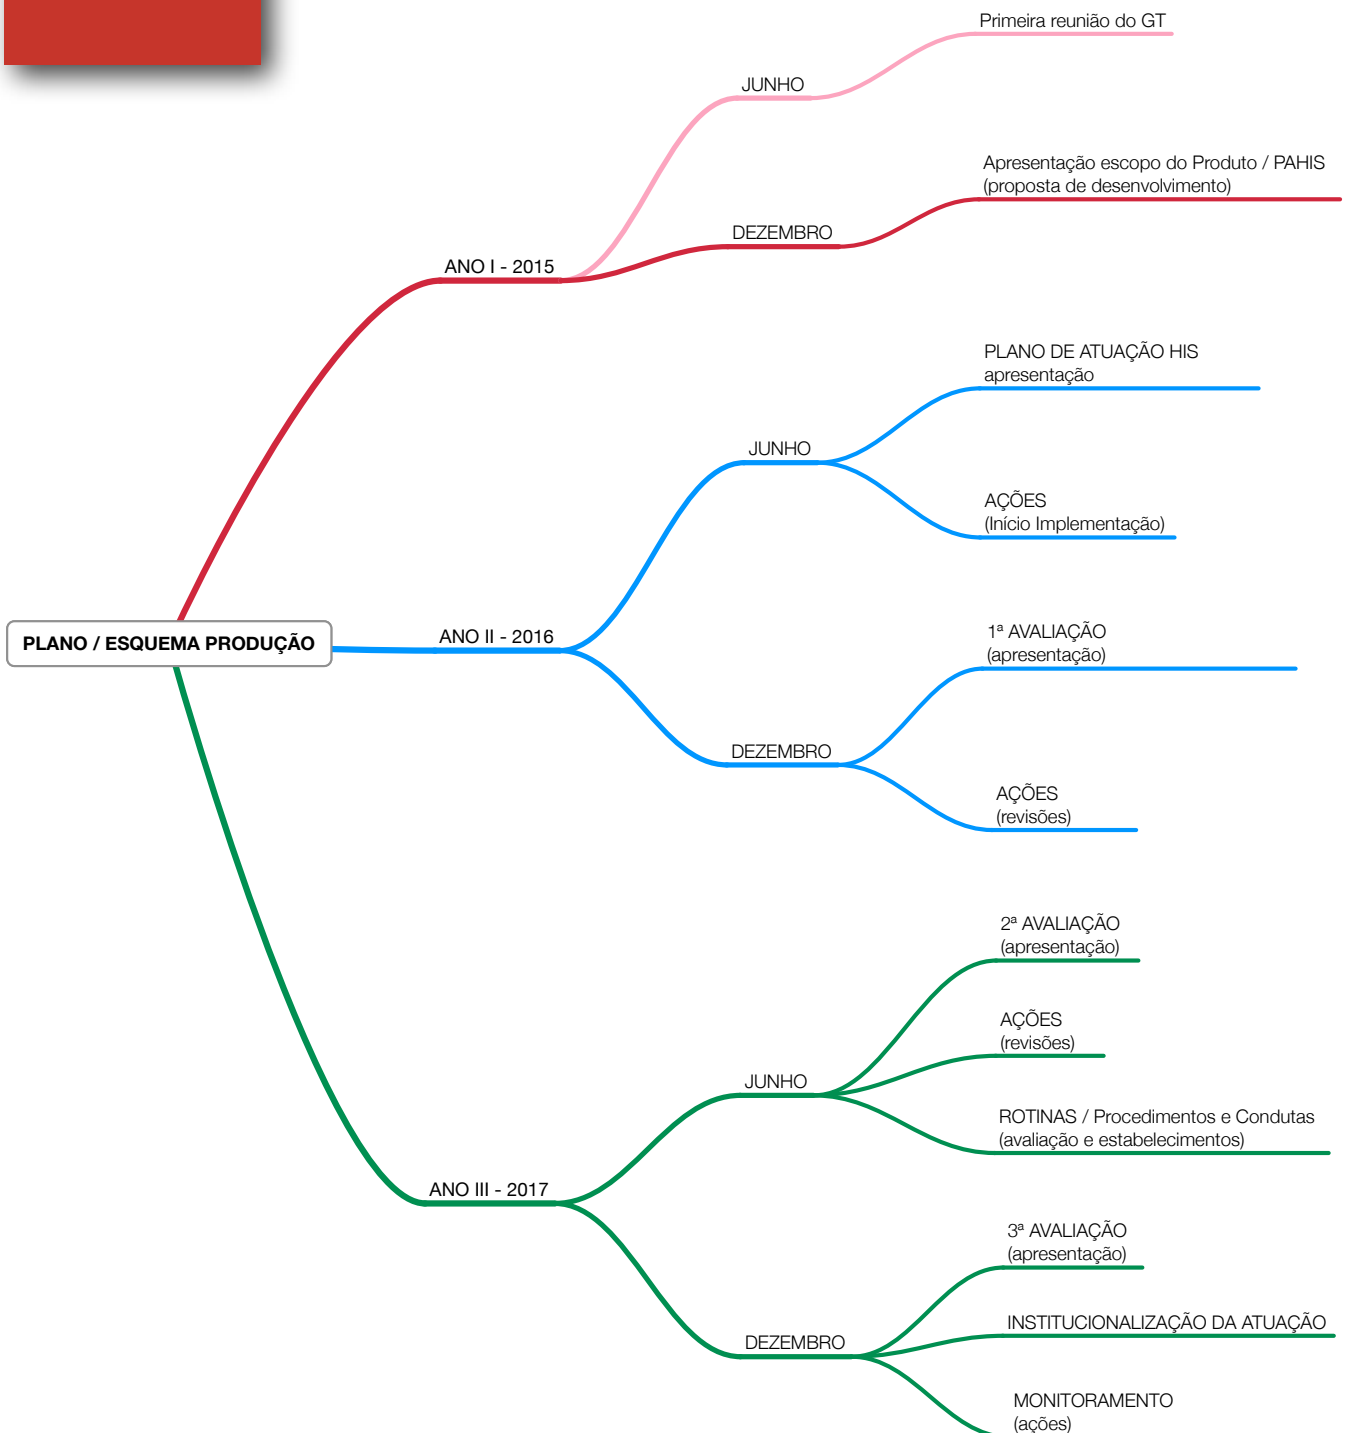 Primeira reunião do GT
JUNHO
Apresentação escopo do Produto / PAHIS
(proposta de desenvolvimento)
DEZEMBRO
ANO I - 2015
PLANO DE ATUAÇÃO HIS
apresentação
JUNHO
AÇÕES
(Início Implementação)
PLANO / ESQUEMA PRODUÇÃO
ANO II - 2016
1ª AVALIAÇÃO
(apresentação)
DEZEMBRO
AÇÕES
(revisões)
2ª AVALIAÇÃO
(apresentação)
AÇÕES
(revisões)
JUNHO
ROTINAS / Procedimentos e Condutas
(avaliação e estabelecimentos)
ANO III - 2017
3ª AVALIAÇÃO
(apresentação)
INSTITUCIONALIZAÇÃO DA ATUAÇÃO
DEZEMBRO
MONITORAMENTO
(ações)